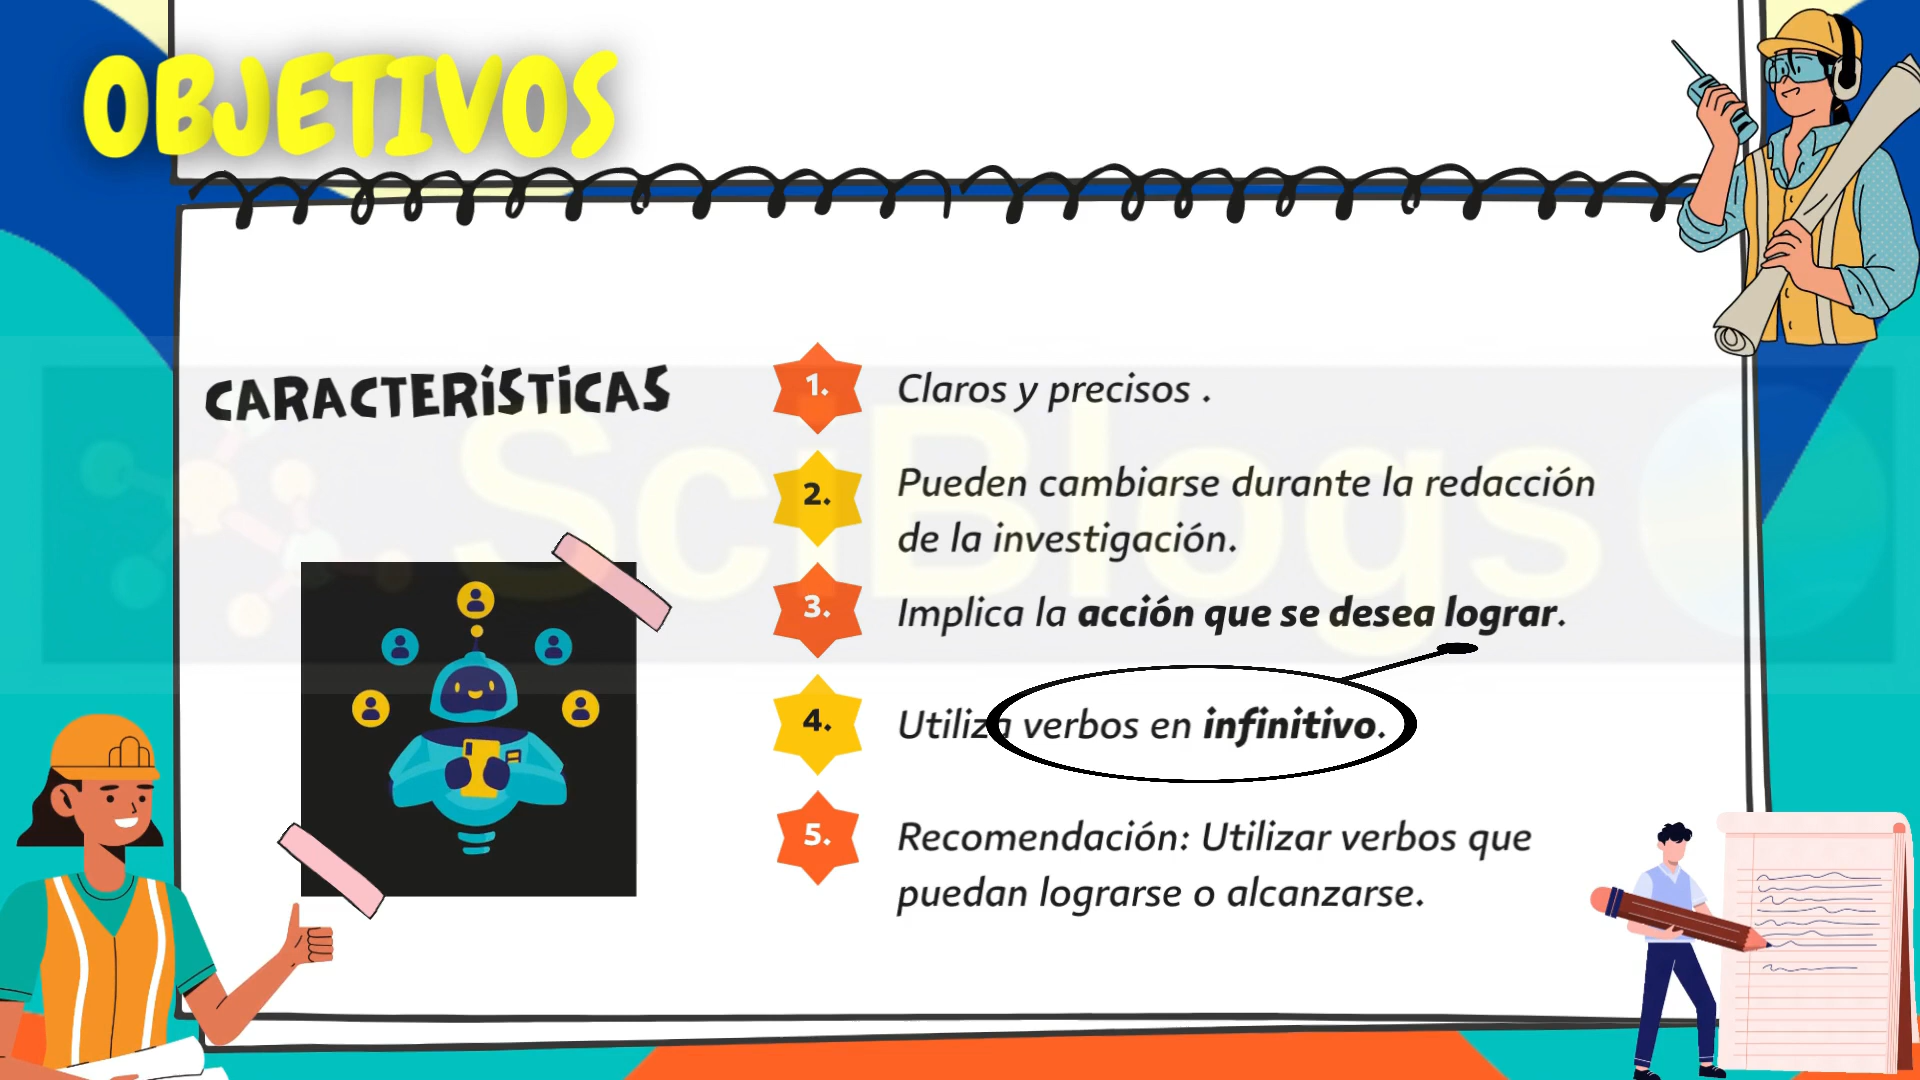 OBJETIVOS
CARACTERÍSTICAS
1. Claros y precisos .
2. Pueden cambiarse durante la redacción
de la investigación.
3. Implica la acción que se desea lograr.
4. Utiliza verbos en infinitivo.
5. Recomendación: Utilizar verbos que
puedan lograrse o alcanzarse.
SciBlogs